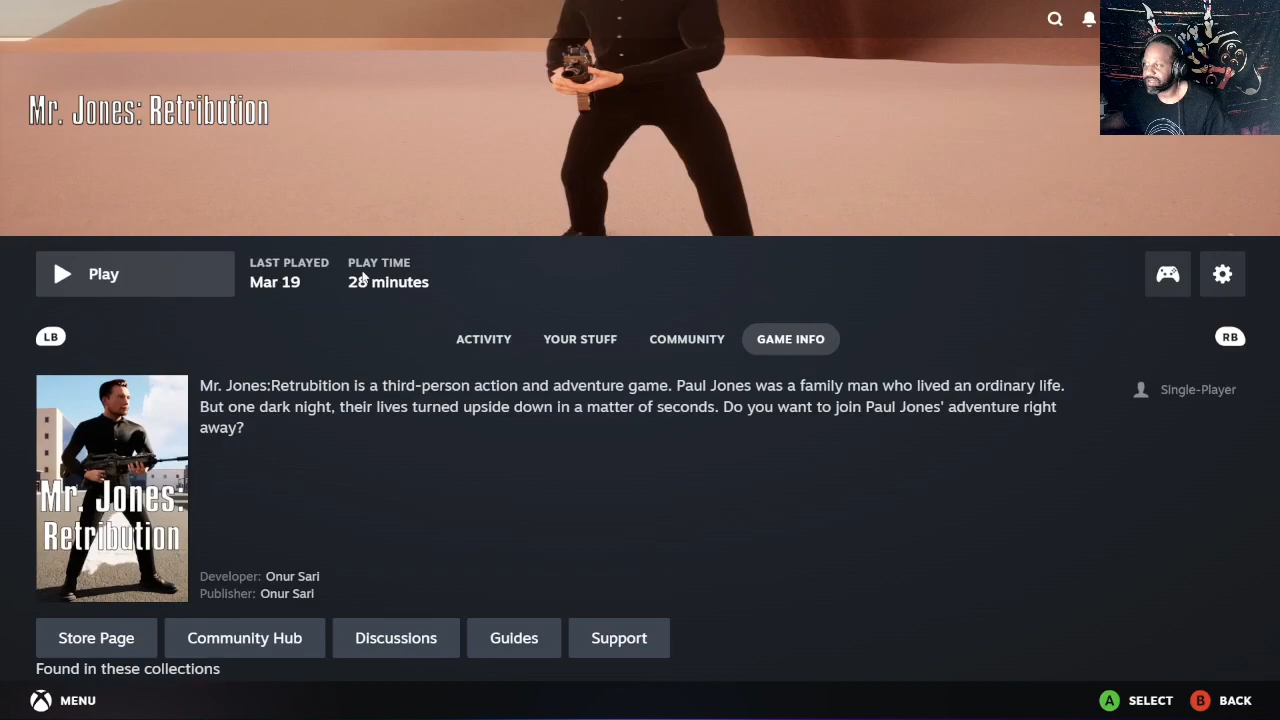 Mr. Jones: Retribution
Play
LAST PLAYED
Mar 19
PLAY TIME
28 minutes
LB
ACTIVITY
YOUR STUFF
COMMUNITY
GAME INFO
RB
Mr. Jones:Retrubition is a third-person action and adventure game. Paul Jones was a family man who lived an ordinary life.
But one dark night, their lives turned upside down in a matter of seconds. Do you want to join Paul Jones' adventure right
away?
Single-Player
Mr. Jones:
Retribution
Developer: Onur Sari
Publisher: Onur Sari
Store Page
Community Hub
Discussions
Guides
Support
Found in these collections
MENU
A SELECT
B BACK